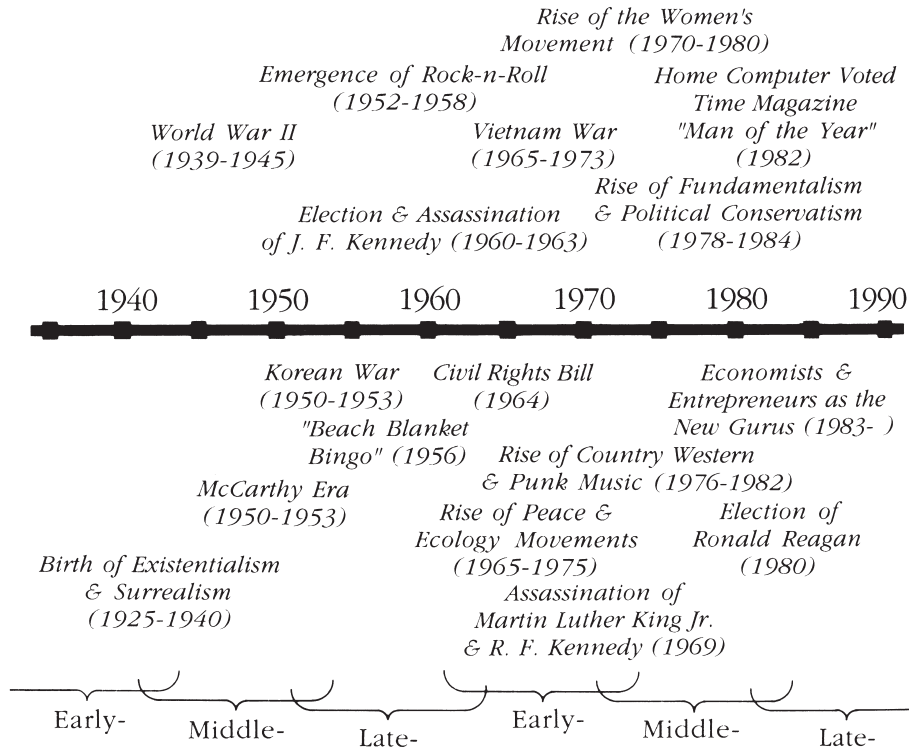 Rise of the Women's
Movement (1970-1980)
Emergence of Rock-n-Roll
(1952-1958)
Home Computer Voted
Time Magazine
"Man of the Year"
(1982)
World War II
(1939-1945)
Vietnam War
(1965-1973)
Rise of Fundamentalism
& Political Conservatism
(1978-1984)
Election & Assassination
of J. F. Kennedy (1960-1963)
1940 1950 1960 1970 1980 1990
Korean War
(1950-1953)
Civil Rights Bill
(1964)
Economists &
Entrepreneurs as the
New Gurus (1983- )
"Beach Blanket
Bingo" (1956)
Rise of Country Western
& Punk Music (1976-1982)
McCarthy Era
(1950-1953)
Rise of Peace &
Ecology Movements
(1965-1975)
Election of
Ronald Reagan
(1980)
Birth of Existentialism
& Surrealism
(1925-1940)
Assassination of
Martin Luther King Jr.
& R. F. Kennedy (1969)
Early- Middle- Late- Early- Middle- Late-